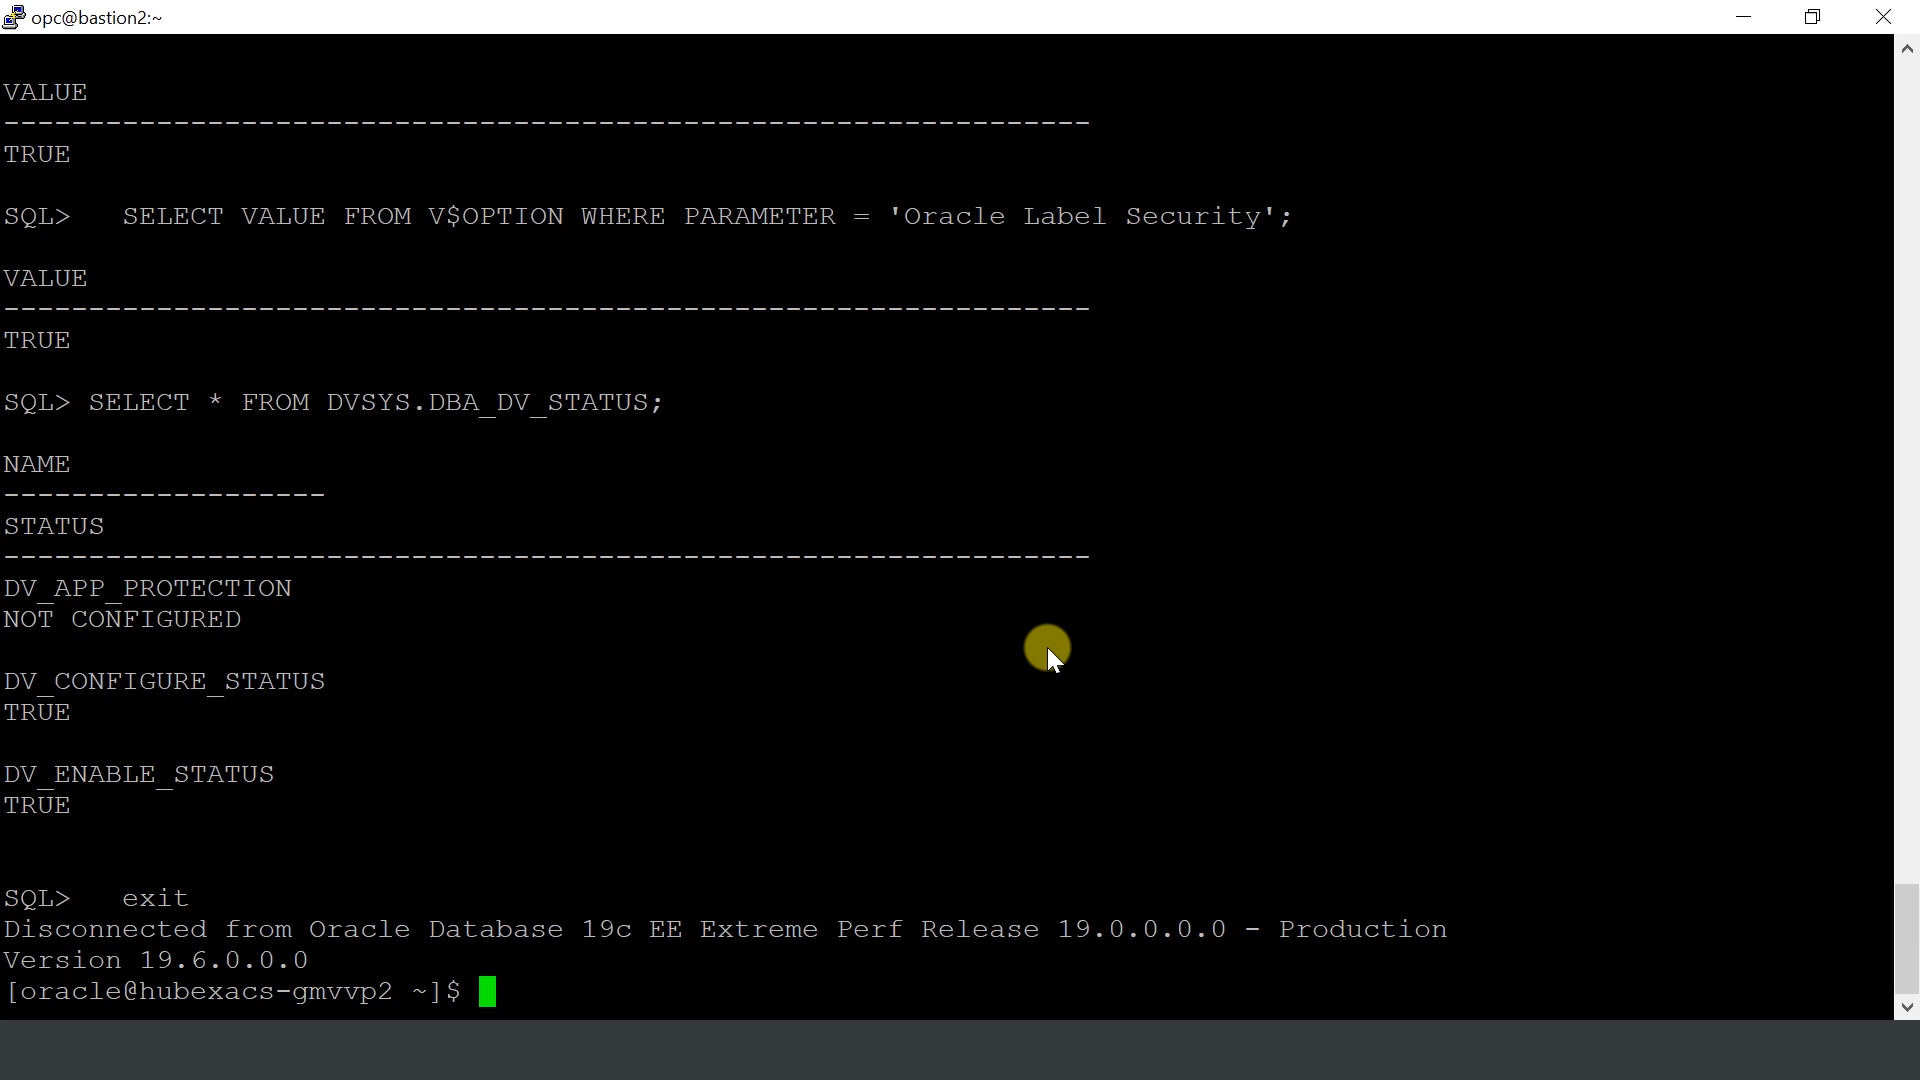 opc@bastion2:~
VALUE
----------------------------------------------------------------
TRUE
SQL>   SELECT VALUE FROM V$OPTION WHERE PARAMETER = 'Oracle Label Security';
VALUE
----------------------------------------------------------------
TRUE
SQL> SELECT * FROM DVSYS.DBA_DV_STATUS;
NAME
-------------------
STATUS
----------------------------------------------------------------
DV_APP_PROTECTION
NOT CONFIGURED
DV_CONFIGURE_STATUS
TRUE
DV_ENABLE_STATUS
TRUE
SQL>   exit
Disconnected from Oracle Database 19c EE Extreme Perf Release 19.0.0.0.0 - Production
Version 19.6.0.0.0
[oracle@hubexacs-gmvvp2 ~]$